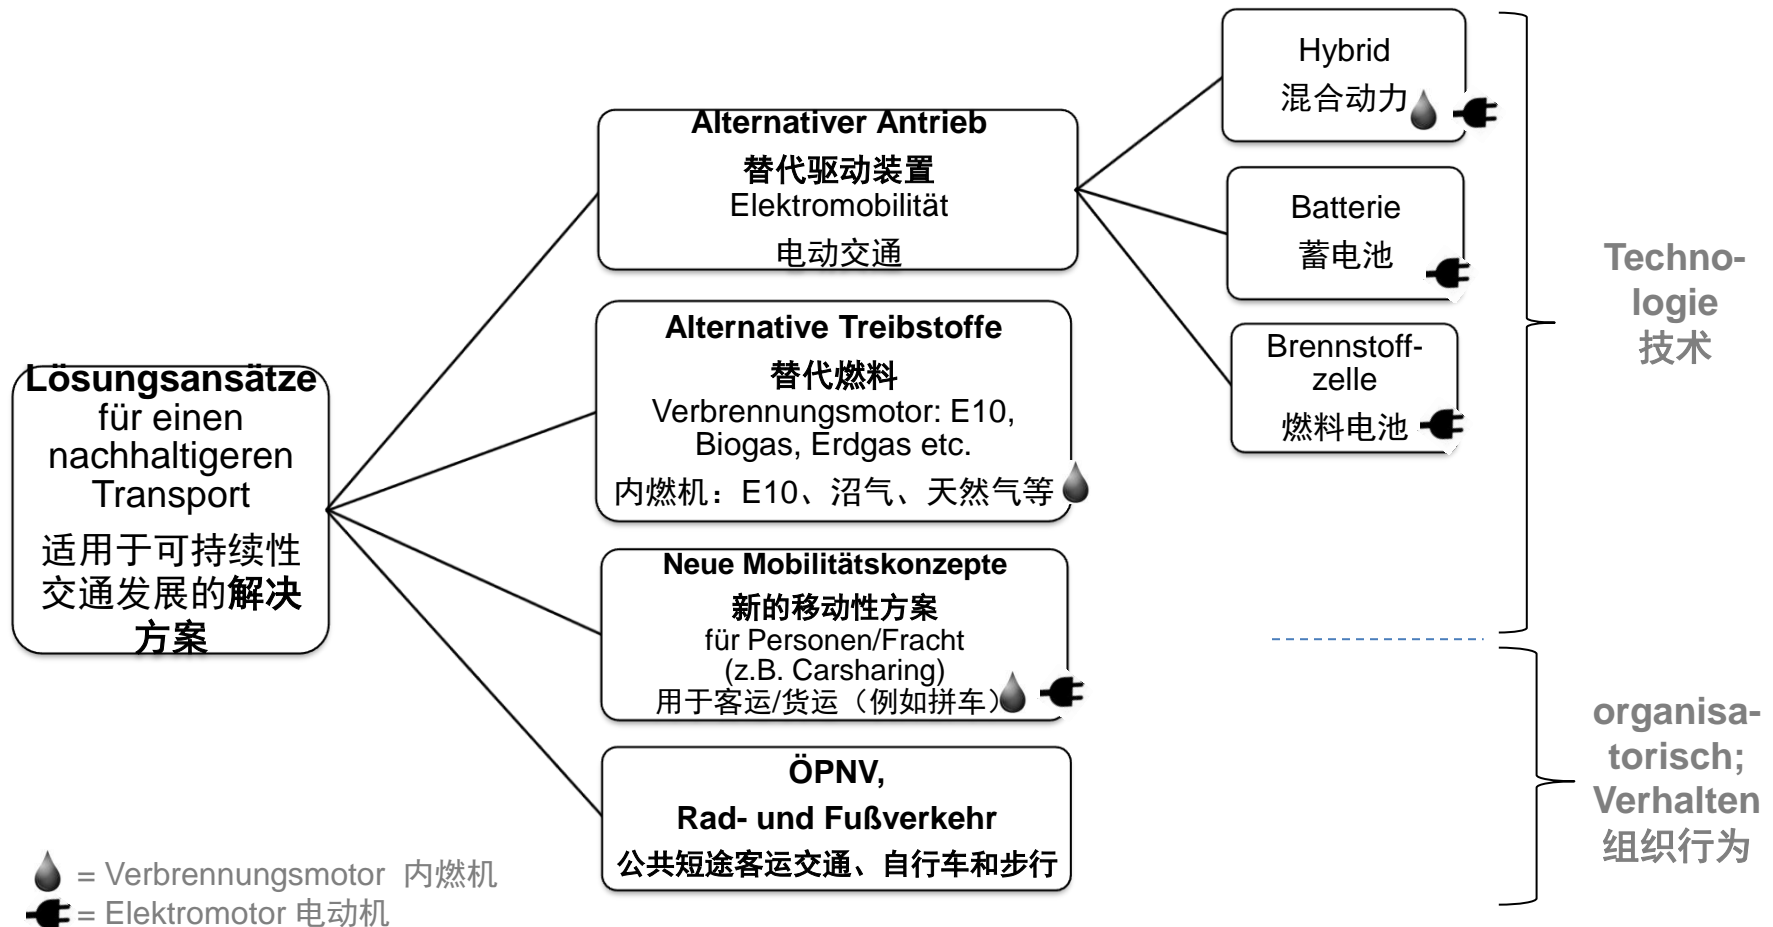 Lösungsansätze
für einen
nachhaltigeren
Transport
适用于可持续性
交通发展的解决
方案
Alternativer Antrieb
替代驱动装置
Elektromobilität
电动交通
Hybrid
混合动力
Batterie
蓄电池
Brennstoff-
zelle
燃料电池
Alternative Treibstoffe
替代燃料
Verbrennungsmotor: E10,
Biogas, Erdgas etc.
内燃机：E10、沼气、天然气等
Neue Mobilitätskonzepte
新的移动性方案
für Personen/Fracht
(z.B. Carsharing)
用于客运/货运（例如拼车）
ÖPNV,
Rad- und Fußverkehr
公共短途客运交通、自行车和步行
Techno-
logie
技术
organisa-
torisch;
Verhalten
组织行为
= Verbrennungsmotor 内燃机
= Elektromotor 电动机